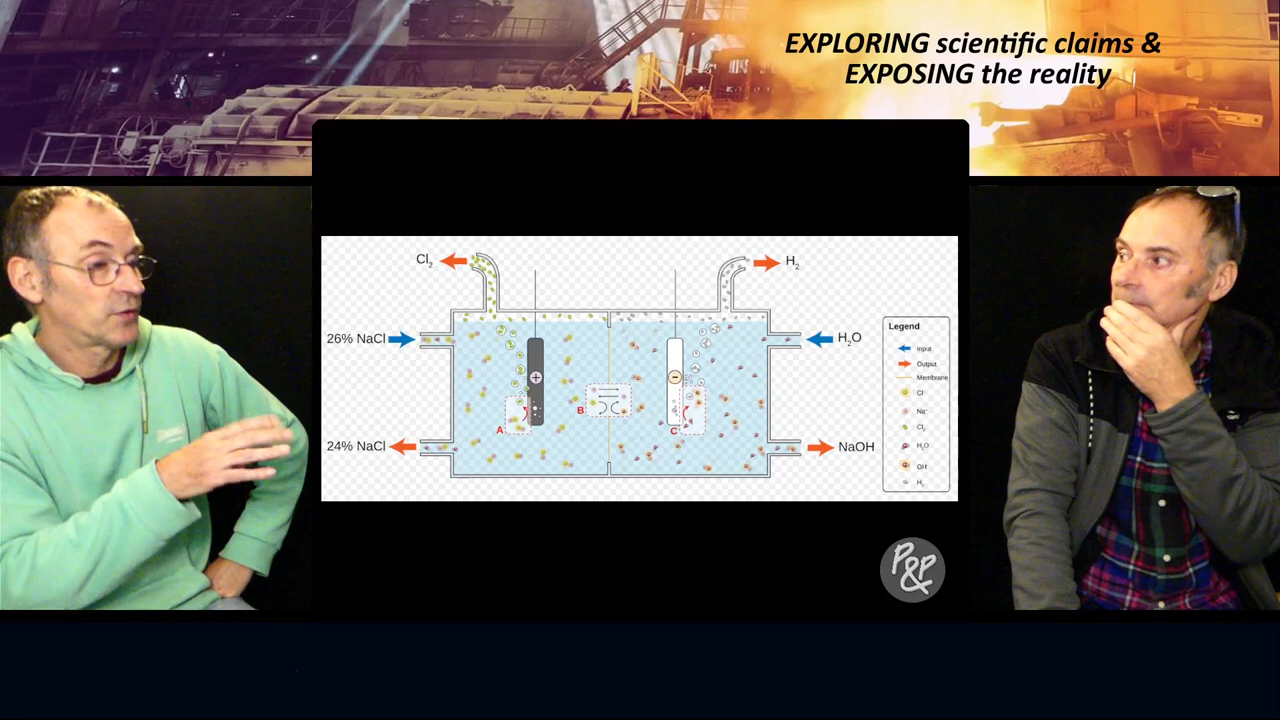 EXPLORING scientific claims &
EXPOSING the reality
Cl₂
H₂
26% NaCl
H₂O
24% NaCl
NaOH
+
−
A
B
C
Legend
Input
Output
Membrane
Cl⁻
Na⁺
Cl₂
H₂O
OH⁻
H₂
P&P